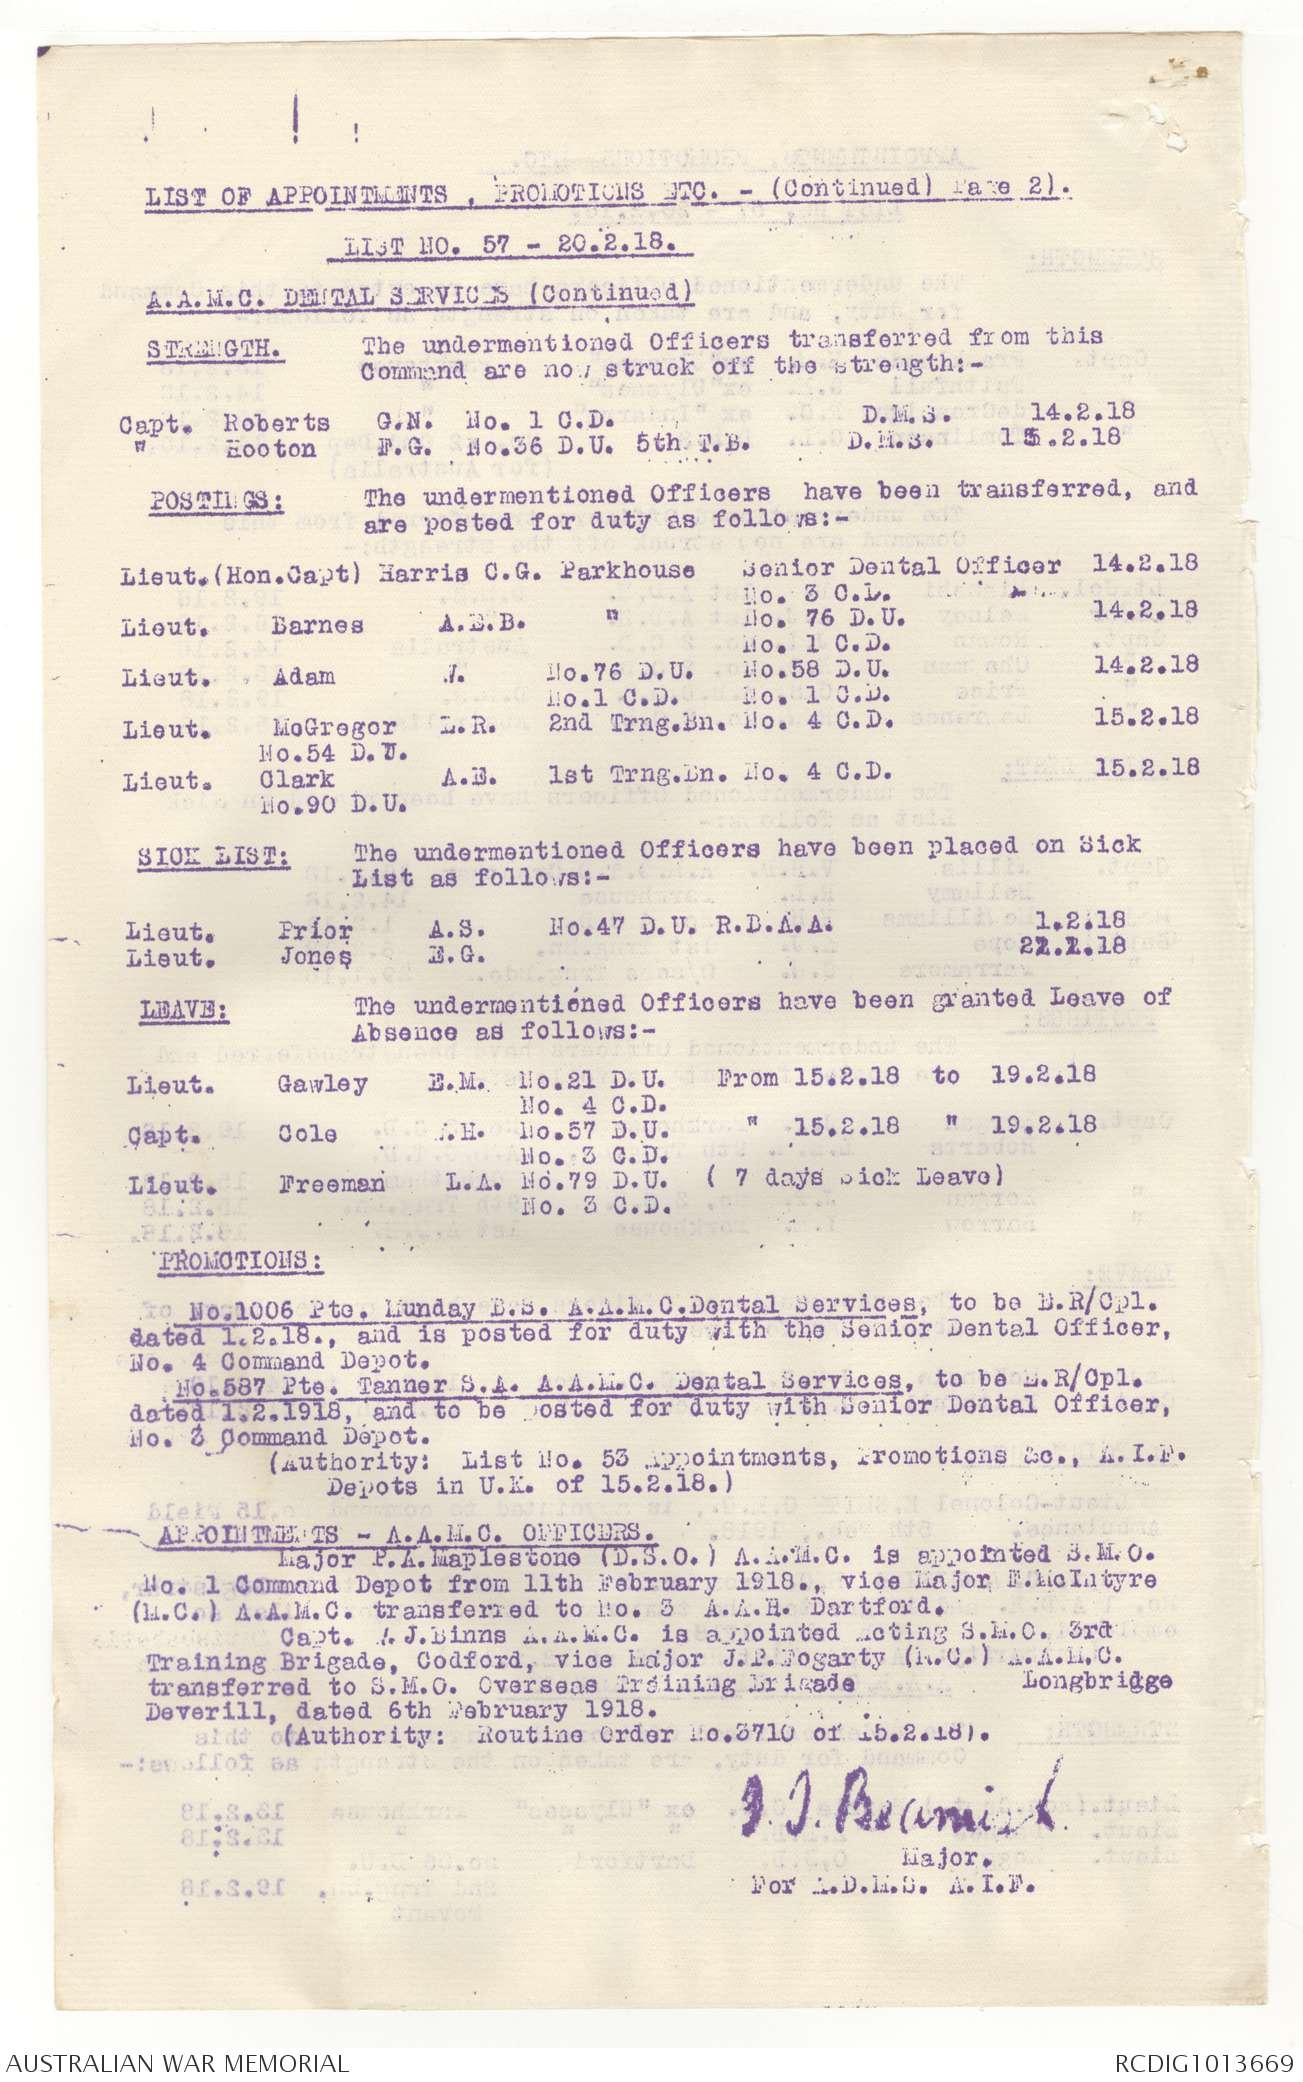 LIST OF APPOINTMENTS, PROMOTIONS ETC. - (Continued) Page 2).
LIST NO. 57 - 20.2.18.
A.A.M.C. DENTAL SERVICES (Continued)
STRENGTH. The undermentioned Officers transferred from this
Command are now struck off the strength:-
Capt. Roberts G.N. No. 1 C.D. D.M.S. 14.2.18
" Hooton F.G. No.36 D.U. 5th T.B. D.M.S. 15.2.18
POSTINGS: The undermentioned Officers have been transferred, and
are posted for duty as follows:-
Lieut.(Hon.Capt) Harris C.G. Parkhouse Senior Dental Officer 14.2.18
No. 3 C.D.
Lieut. Barnes A.E.B. " No. 76 D.U. 14.2.18
No. 1 C.D.
Lieut. Adam W. No.76 D.U. No.58 D.U. 14.2.18
No.1 C.D. No. 1 C.D.
Lieut. McGregor L.R. 2nd Trng.Bn. No. 4 C.D. 15.2.18
No.54 D.U.
Lieut. Clark A.E. 1st Trng.Bn. No. 4 C.D. 15.2.18
No.90 D.U.
SICK LIST: The undermentioned Officers have been placed on Sick
List as follows:-
Lieut. Prior A.S. No.47 D.U. R.B.A.A. 1.2.18
Lieut. Jones E.G. .18
LEAVE: The undermentioned Officers have been granted Leave of
Absence as follows:-
Lieut. Gawley E.M. No.21 D.U. From 15.2.18 to 19.2.18
No. 4 C.D.
Capt. Cole .H. No.57 D.U. " 15.2.18 " 19.2.18
No. 3 C.D.
Lieut. Freeman L.A. No.79 D.U. ( 7 days Sick Leave)
No. 3 C.D.
PROMOTIONS:
No.1006 Pte. Munday B.S. A.A.M.C.Dental Services, to be E.R/Cpl.
dated 1.2.18., and is posted for duty with the Senior Dental Officer,
No. 4 Command Depot.
No.587 Pte. Tanner S.A. A.A.M.C. Dental Services, to be E.R/Cpl.
dated 1.2.1918, and to be posted for duty with Senior Dental Officer,
No. 3 Command Depot.
(Authority: List No. 53 Appointments, Promotions &c., A.I.F.
Depots in U.K. of 15.2.18.)
APPOINTMENTS - A.A.M.C. OFFICERS.
Major P.A.Maplestone (D.S.O.) A.A.M.C. is appointed S.M.O.
No. 1 Command Depot from 11th February 1918., vice Major F.McIntyre
(M.C.) A.A.M.C. transferred to No. 3 A.A.H. Dartford.
Capt. W.J.Binns A.A.M.C. is appointed Acting S.M.O. 3rd
Training Brigade, Codford, vice Major J.P.Fogarty (M.C.) A.A.M.C.
transferred to S.M.O. Overseas Training Brigade Longbridge
Deverill, dated 6th February 1918.
(Authority: Routine Order No.3710 of 15.2.18).
J. J. Beamish
Major.
For A.D.M.S. A.I.F.
AUSTRALIAN WAR MEMORIAL RCDIG1013669